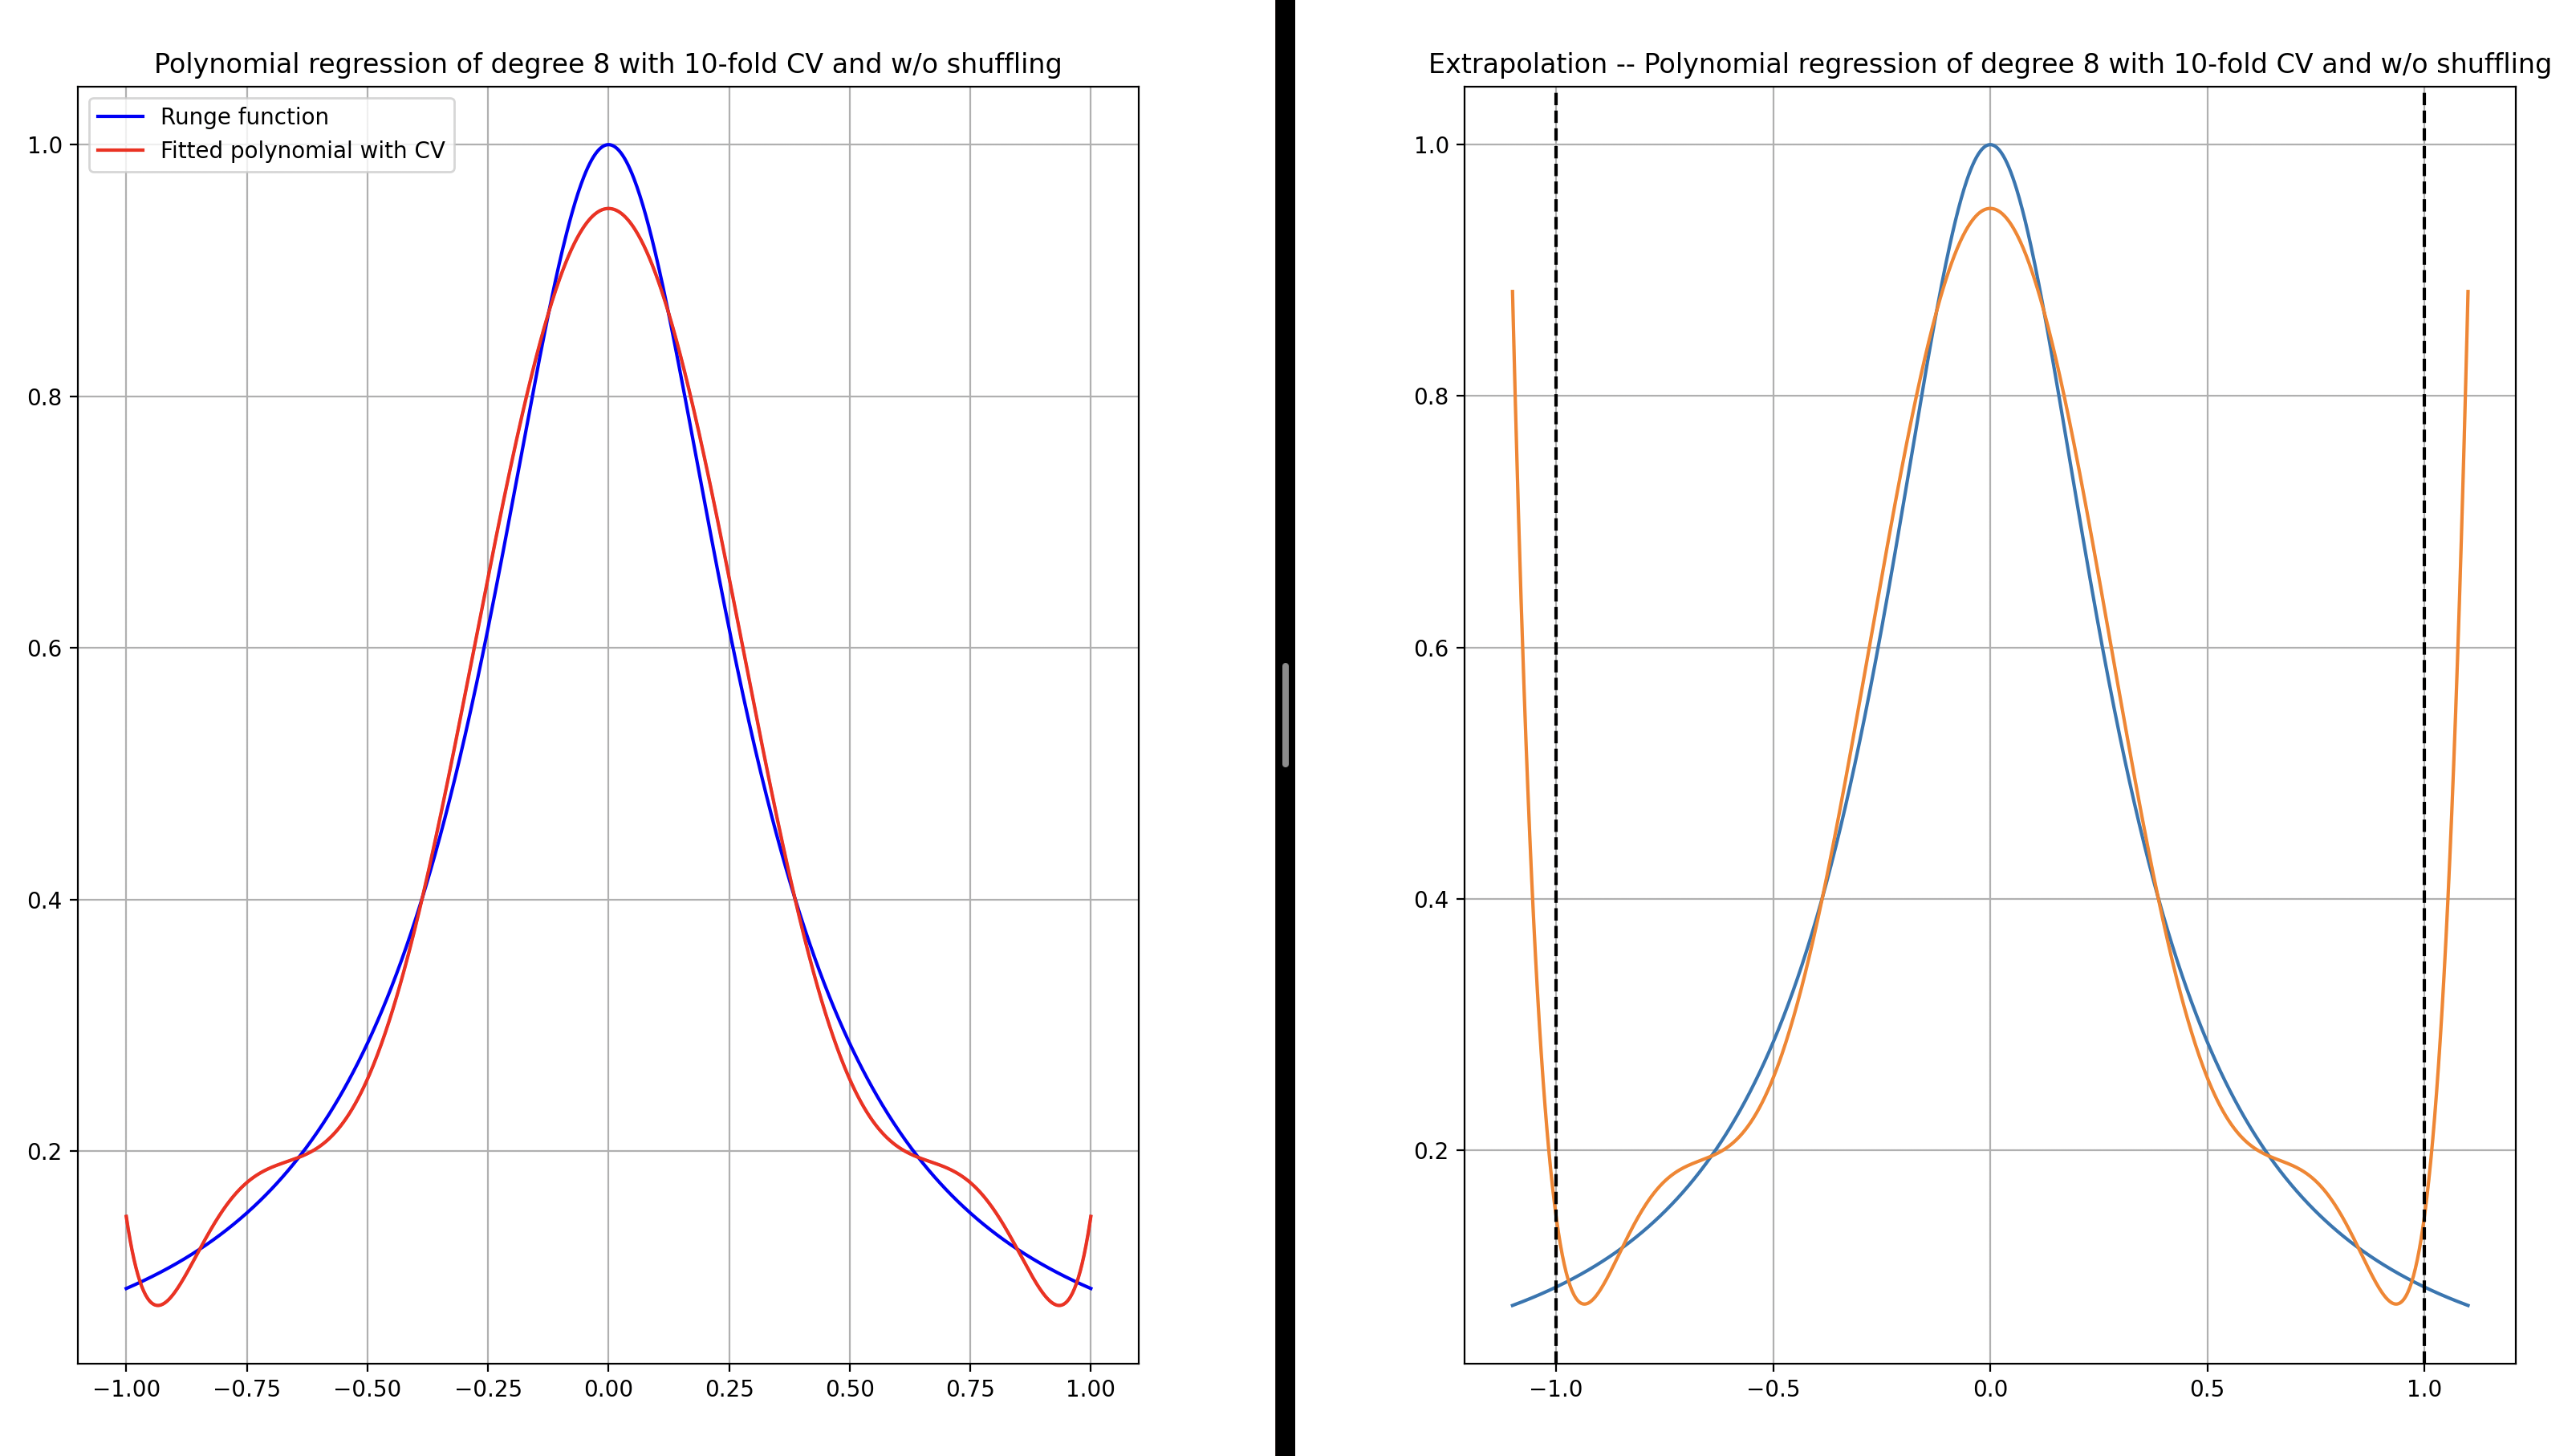 Polynomial regression of degree 8 with 10-fold CV and w/o shuffling
Runge function
Fitted polynomial with CV
1.0
0.8
0.6
0.4
0.2
−1.00 −0.75 −0.50 −0.25 0.00 0.25 0.50 0.75 1.00
Extrapolation -- Polynomial regression of degree 8 with 10-fold CV and w/o shuffling
1.0
0.8
0.6
0.4
0.2
−1.0 −0.5 0.0 0.5 1.0